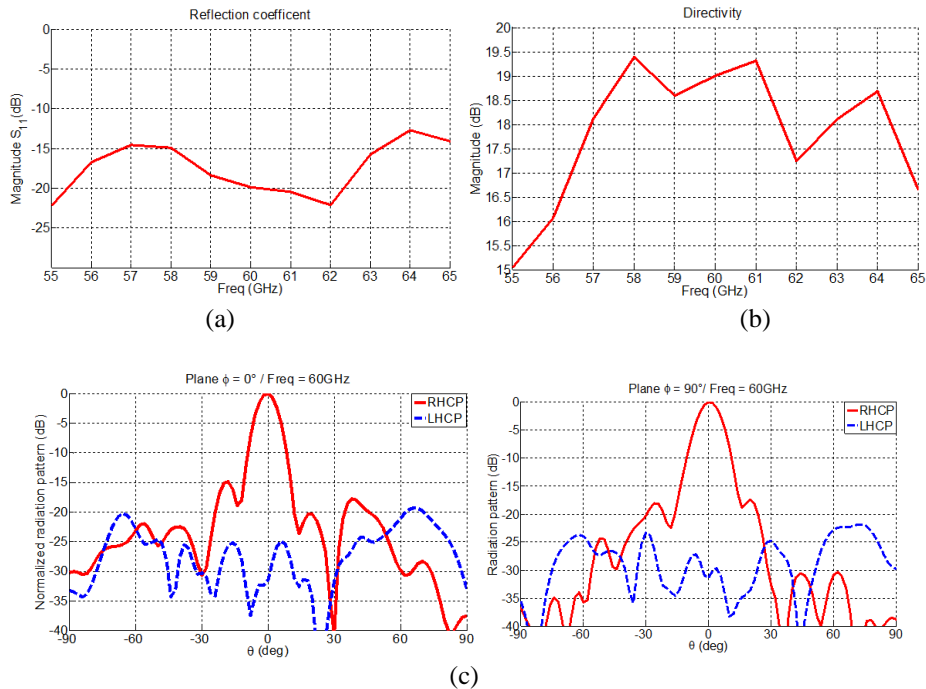 Reflection coefficent
Magnitude S11(dB)
0
-5
-10
-15
-20
-25
55 56 57 58 59 60 61 62 63 64 65
Freq (GHz)
(a)
Directivity
Magnitude (dB)
20
19.5
19
18.5
18
17.5
17
16.5
16
15.5
15
55 56 57 58 59 60 61 62 63 64 65
Freq (GHz)
(b)
Plane ϕ = 0° / Freq = 60GHz
Normalized radiation pattern (dB)
0
-5
-10
-15
-20
-25
-30
-35
-40
-90 -60 -30 0 30 60 90
θ (deg)
RHCP
LHCP
Plane ϕ = 90°/ Freq = 60GHz
Radiation pattern (dB)
0
-5
-10
-15
-20
-25
-30
-35
-40
-90 -60 -30 0 30 60 90
θ (deg)
RHCP
LHCP
(c)